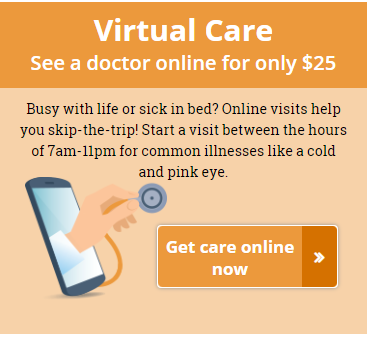 Virtual Care
See a doctor online for only $25
Busy with life or sick in bed? Online visits help
you skip-the-trip! Start a visit between the hours
of 7am-11pm for common illnesses like a cold
and pink eye.
Get care online
now
»